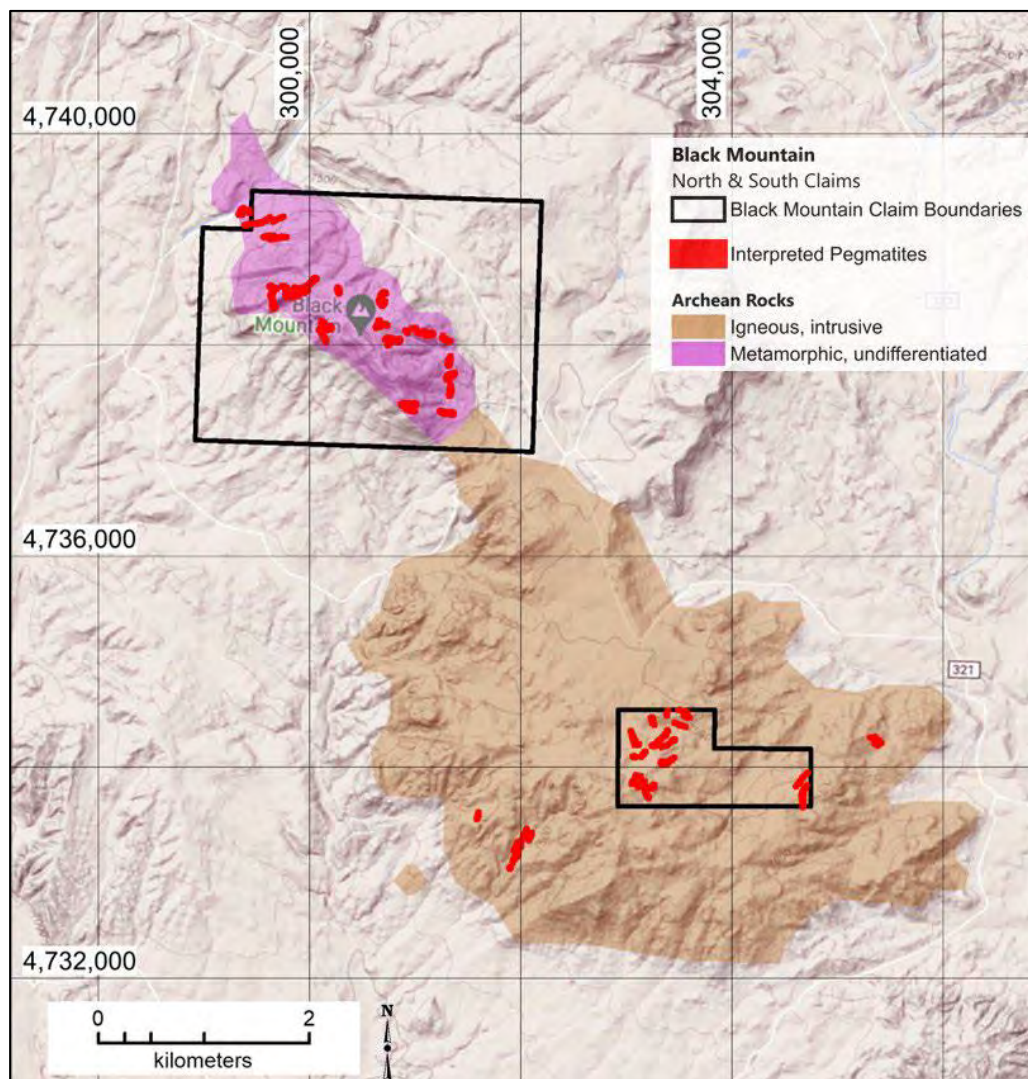 300,000
304,000
4,740,000
Black Mountain
North & South Claims
Black Mountain Claim Boundaries
Interpreted Pegmatites
Archean Rocks
Igneous, intrusive
Metamorphic, undifferentiated
Black
Mountain
4,736,000
321
4,732,000
0 2
kilometers
N